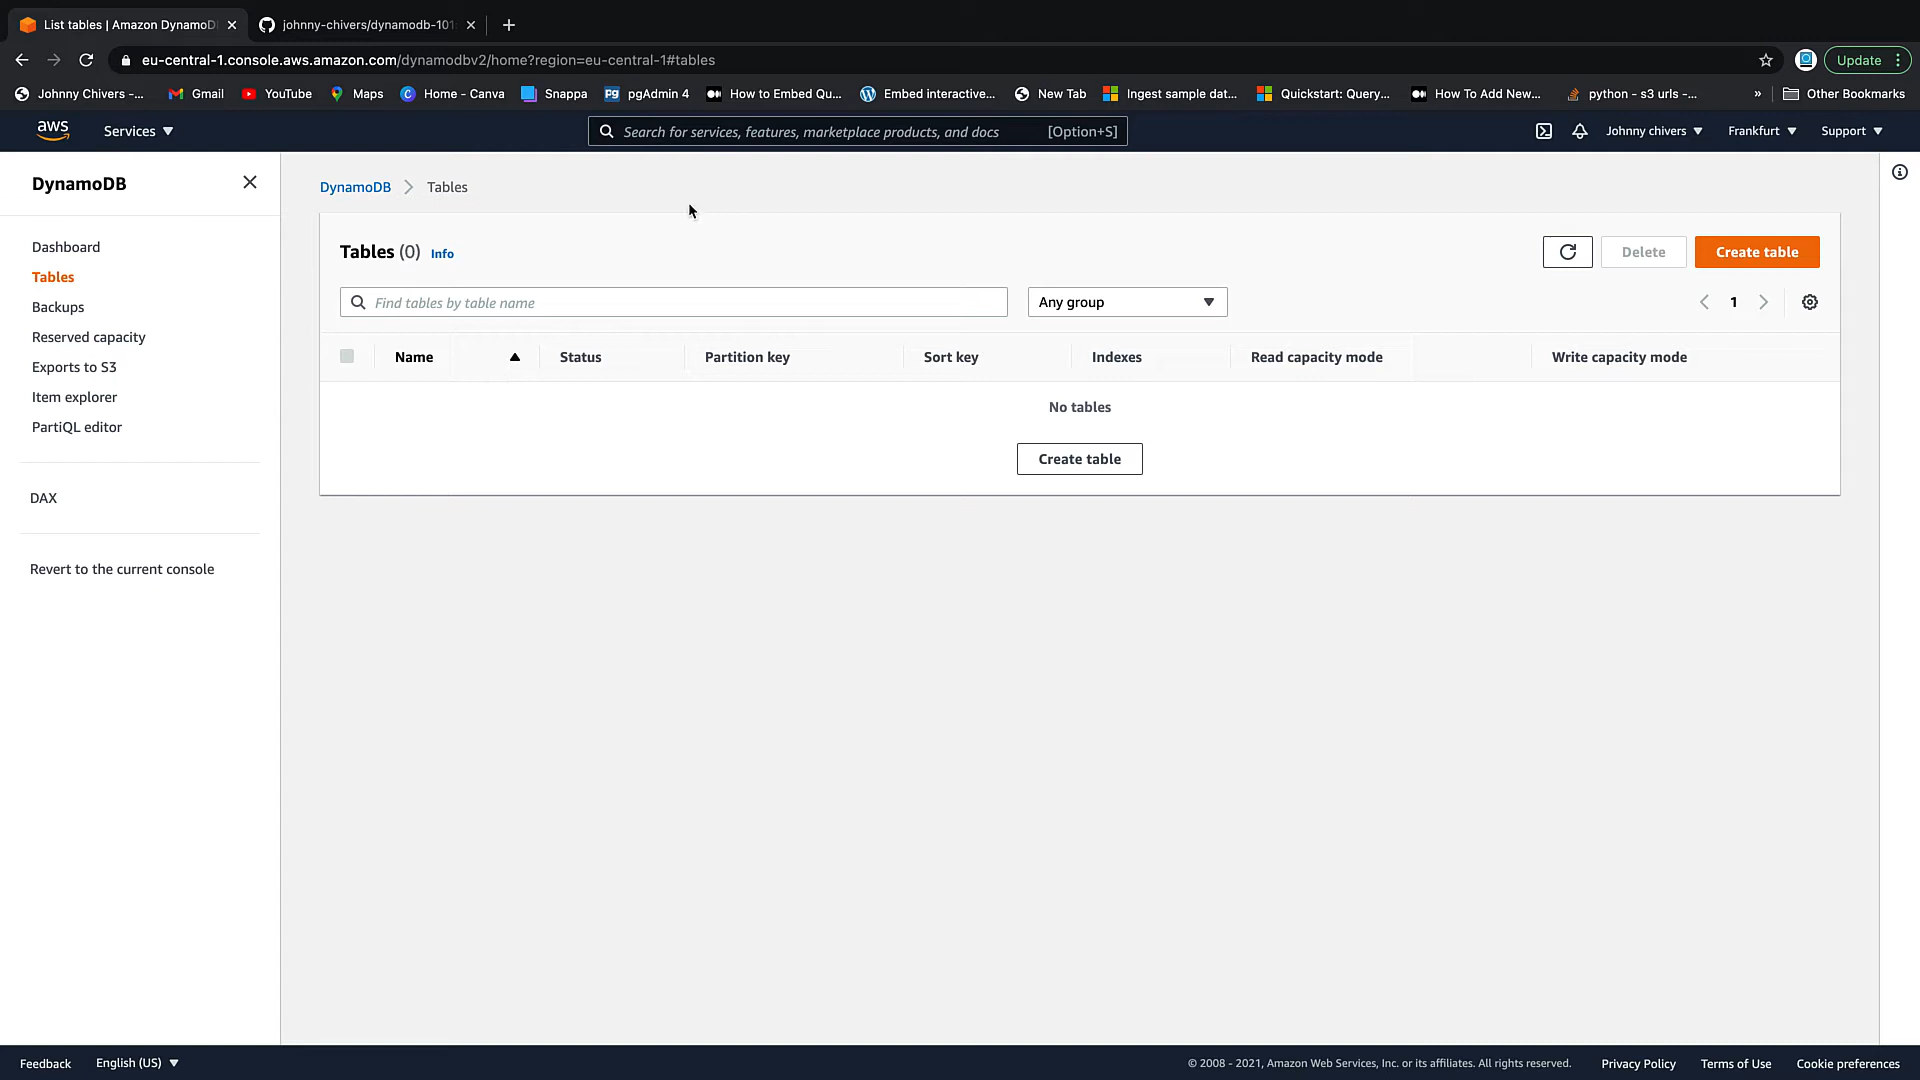 List tables | Amazon DynamoD
johnny-chivers/dynamodb-101:
eu-central-1.console.aws.amazon.com/dynamodbv2/home?region=eu-central-1#tables
Update
Johnny Chivers -...
Gmail
YouTube
Maps
Home - Canva
Snappa
pgAdmin 4
How to Embed Qu...
Embed interactive...
New Tab
Ingest sample dat...
Quickstart: Query,...
How To Add New...
python - s3 urls -...
»
Other Bookmarks
aws
Services
Search for services, features, marketplace products, and docs
[Option+S]
Johnny chivers
Frankfurt
Support
DynamoDB
Dashboard
Tables
Backups
Reserved capacity
Exports to S3
Item explorer
PartiQL editor
DAX
Revert to the current console
DynamoDB > Tables
Tables (0) Info
Delete
Create table
Find tables by table name
Any group
1
Name
Status
Partition key
Sort key
Indexes
Read capacity mode
Write capacity mode
No tables
Create table
Feedback
English (US)
© 2008 - 2021, Amazon Web Services, Inc. or its affiliates. All rights reserved.
Privacy Policy
Terms of Use
Cookie preferences